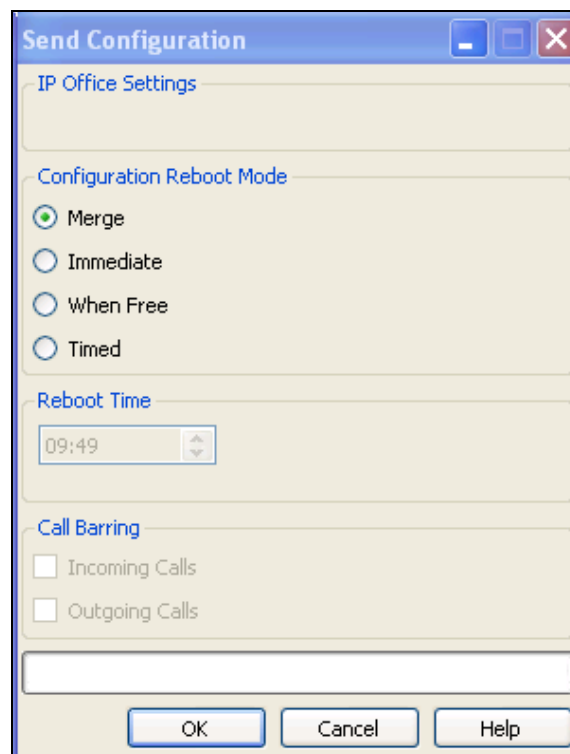 Send Configuration
IP Office Settings
Configuration Reboot Mode
Merge
Immediate
When Free
Timed
Reboot Time
09:49
Call Barring
Incoming Calls
Outgoing Calls
OK Cancel Help